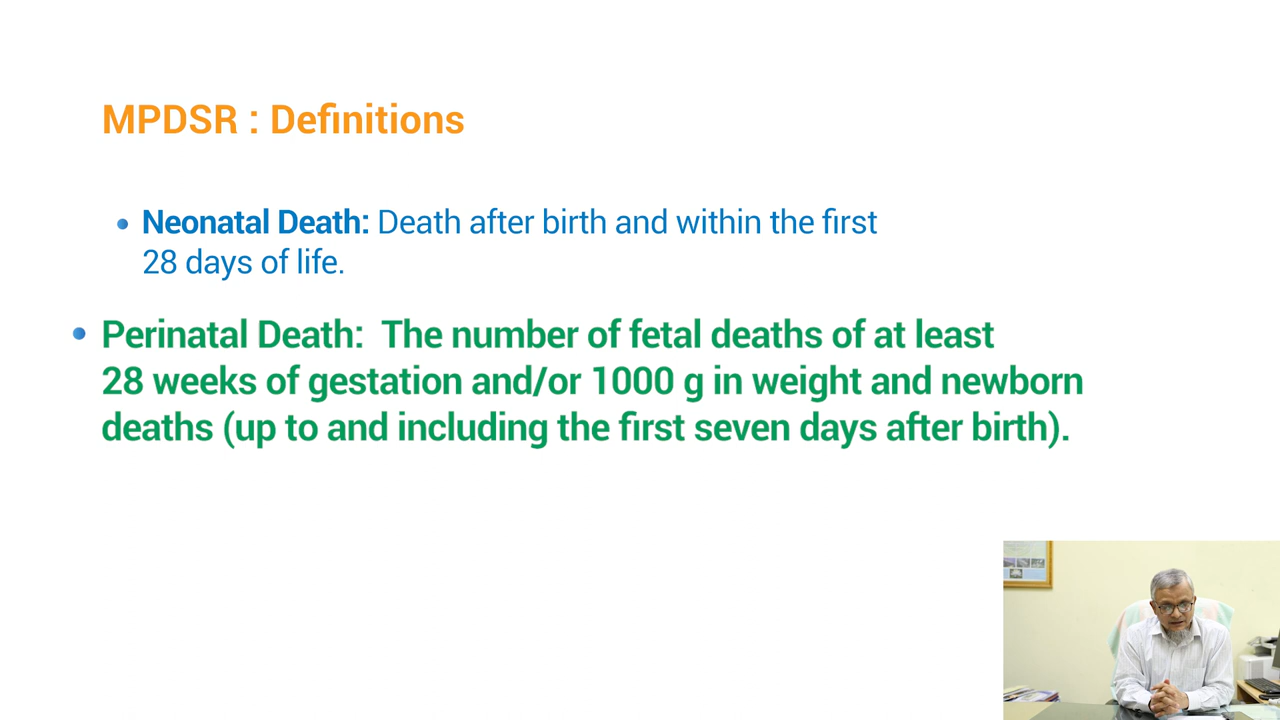 MPDSR : Definitions
• Neonatal Death: Death after birth and within the first
28 days of life.
• Perinatal Death: The number of fetal deaths of at least
28 weeks of gestation and/or 1000 g in weight and newborn
deaths (up to and including the first seven days after birth).